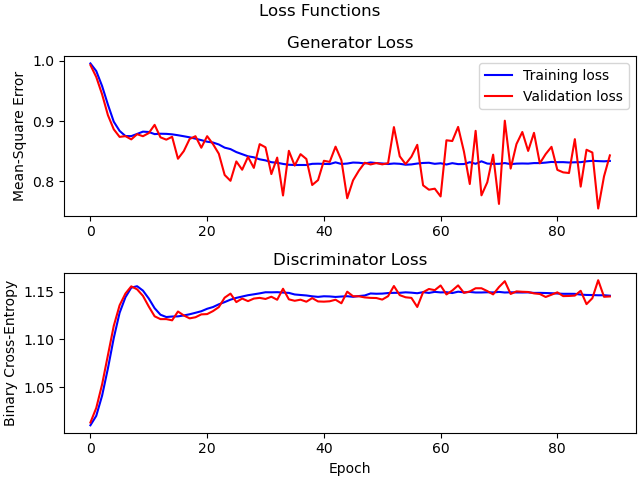 Loss Functions
Generator Loss
Mean-Square Error
1.0
0.9
0.8
Training loss
Validation loss
0 20 40 60 80
Discriminator Loss
Binary Cross-Entropy
1.15
1.10
1.05
0 20 40 60 80
Epoch